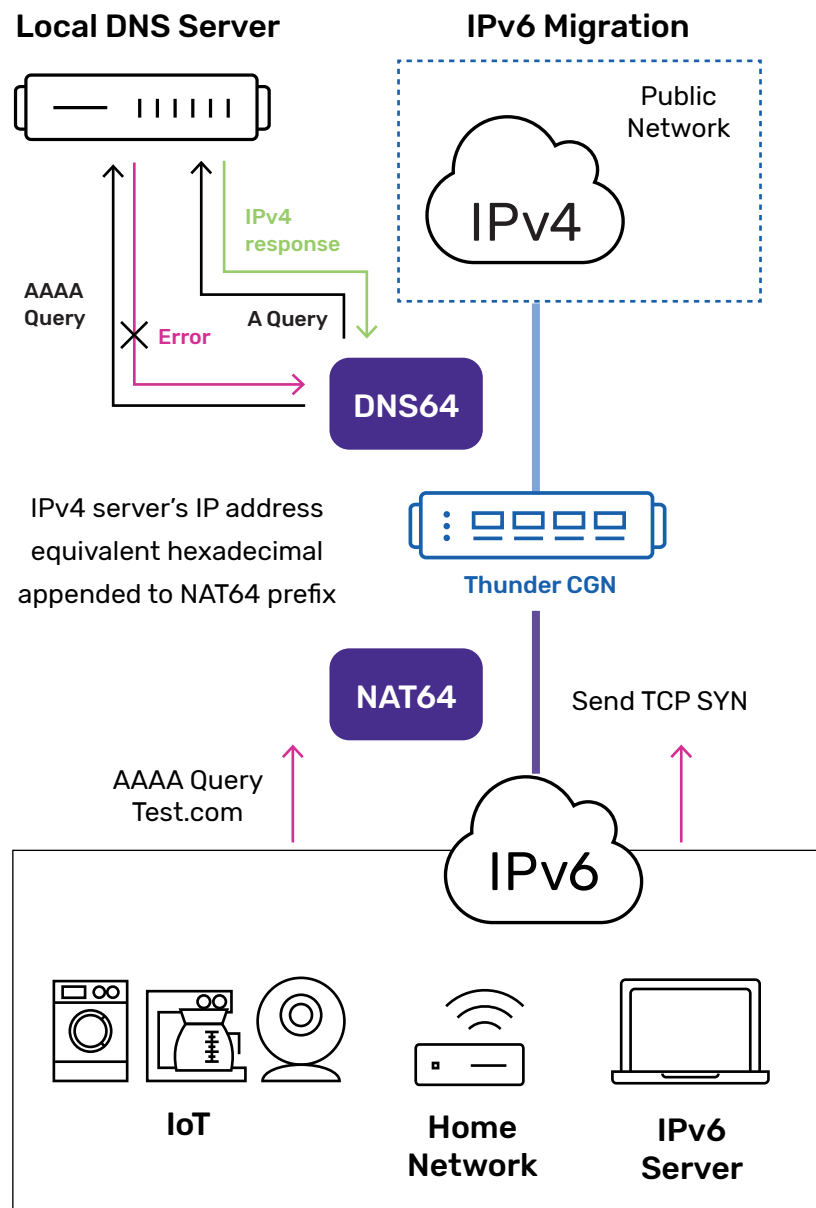 Local DNS Server
IPv6 Migration
Public
Network
IPv4
IPv4
response
AAAA
Query
A Query
Error
DNS64
IPv4 server’s IP address
equivalent hexadecimal
appended to NAT64 prefix
Thunder CGN
NAT64
Send TCP SYN
AAAA Query
Test.com
IPv6
IoT
Home
Network
IPv6
Server